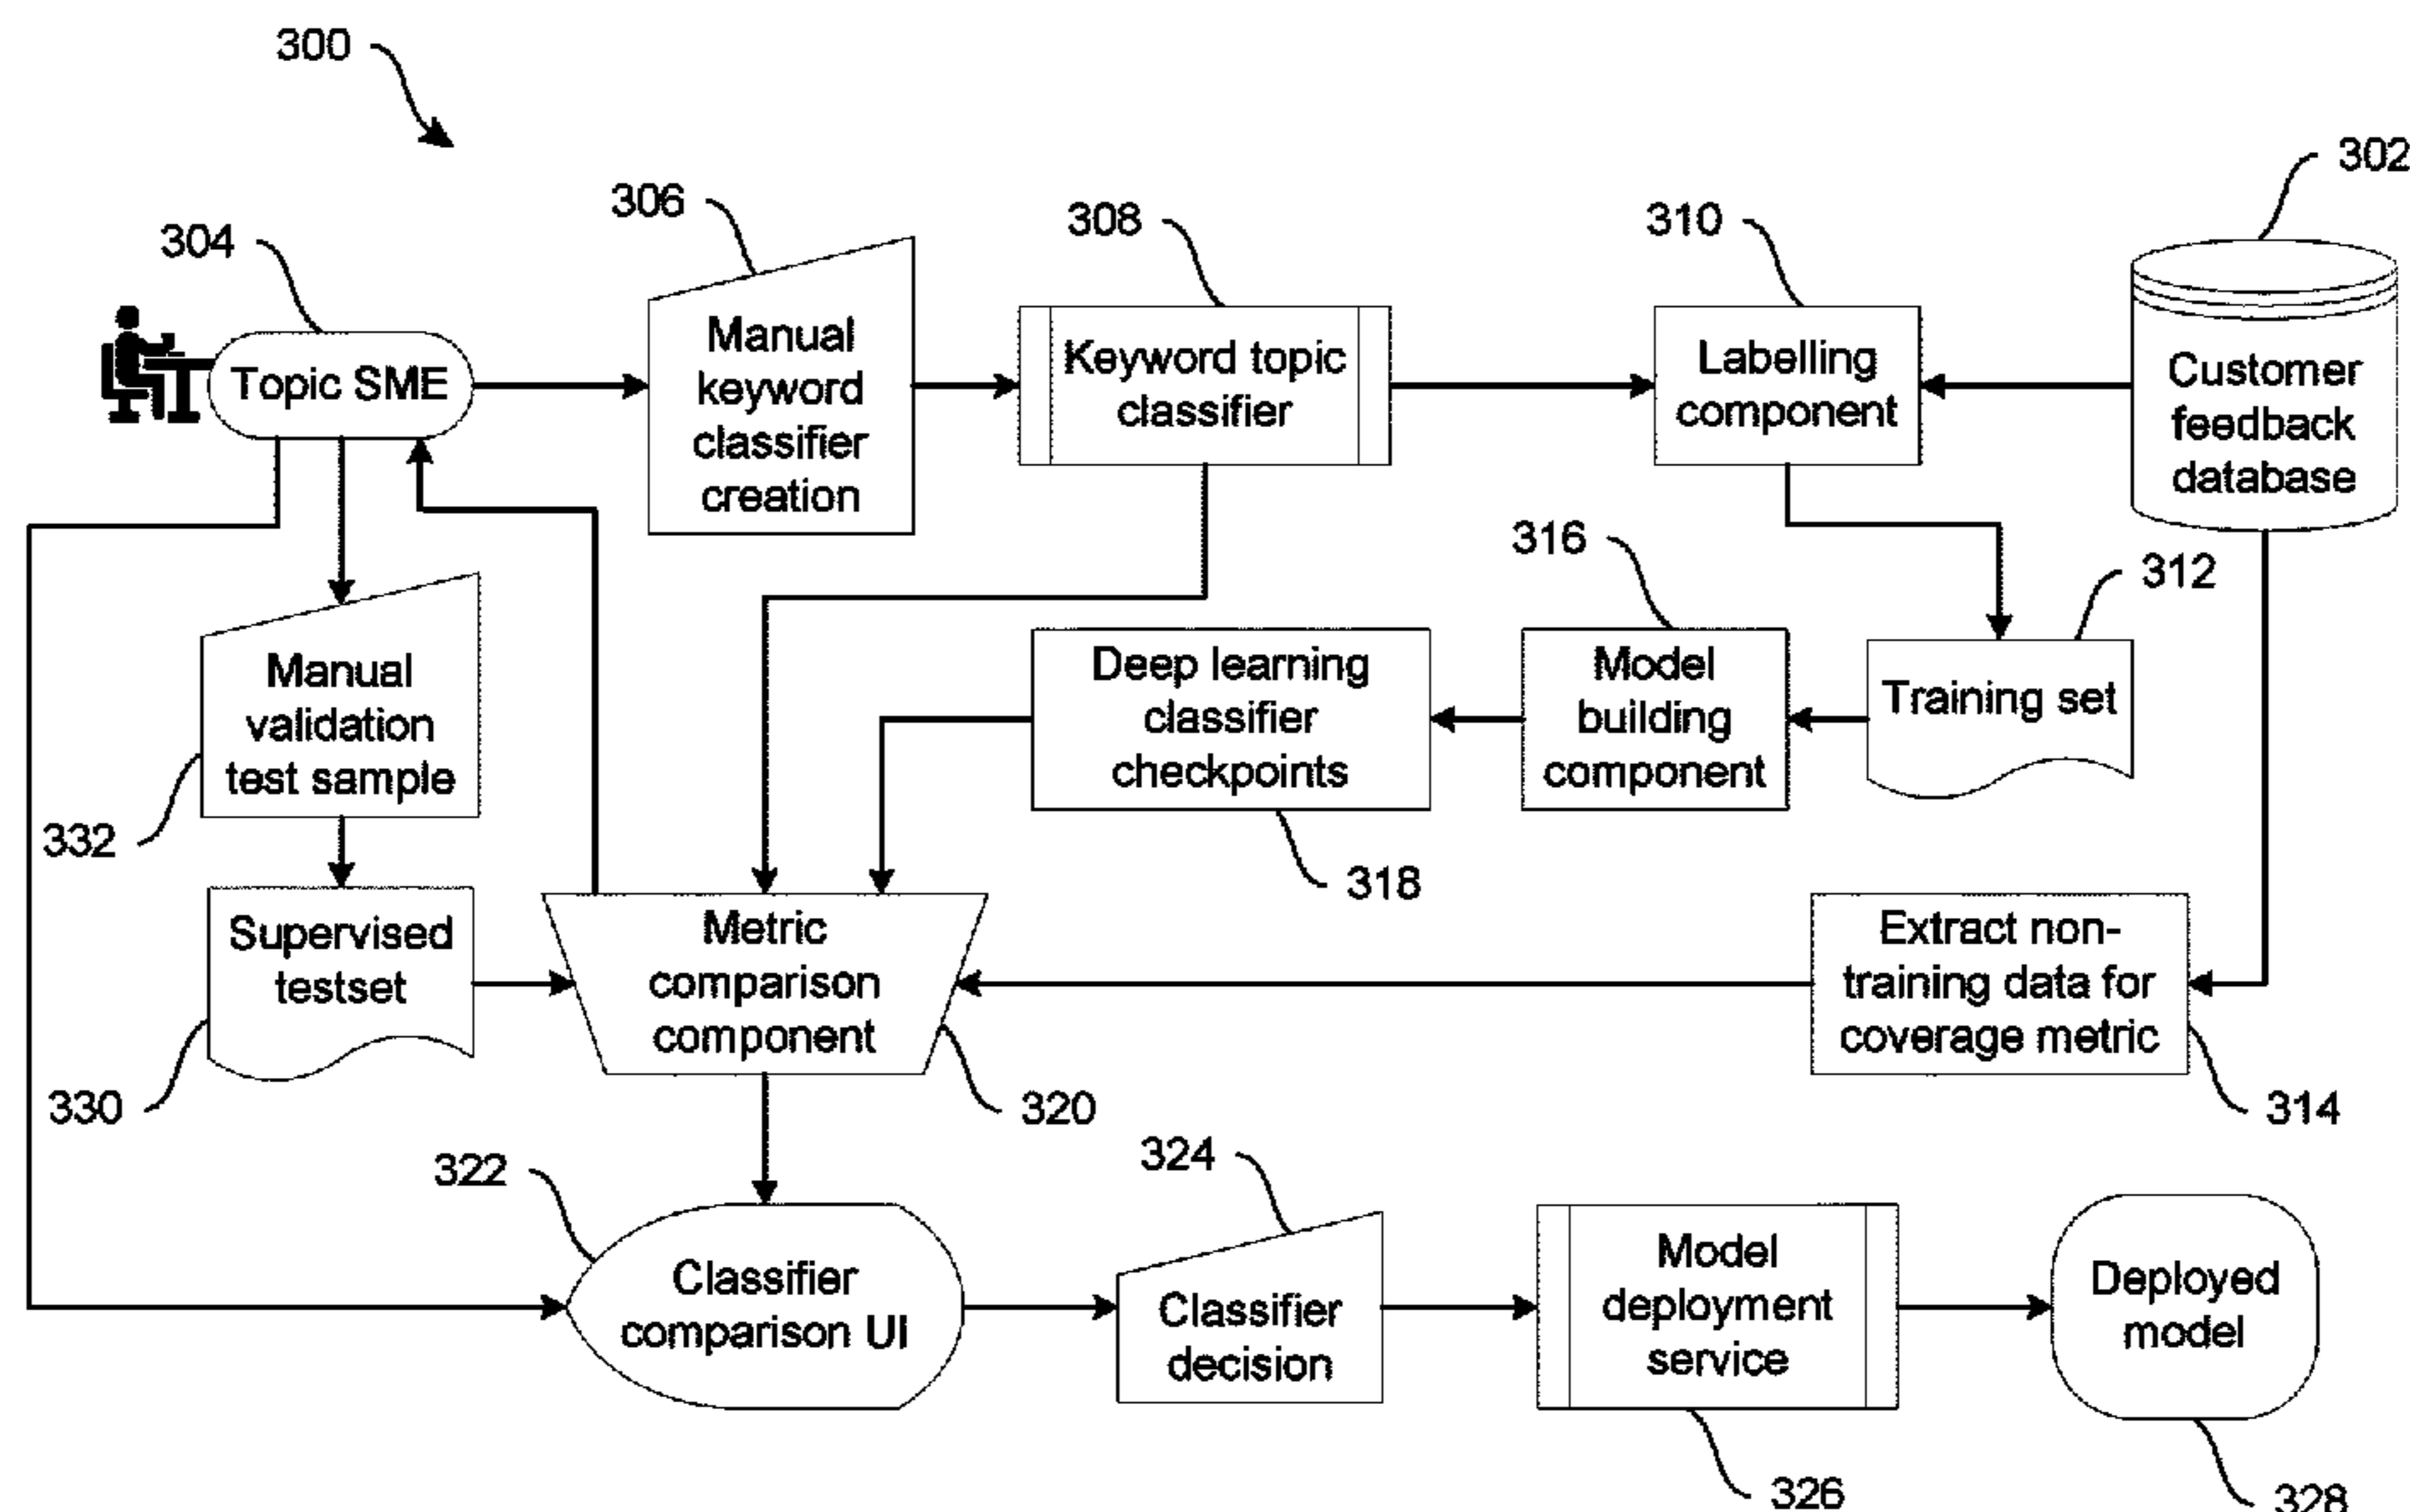 300
302
304
306
308
310
Topic SME
Manual
keyword
classifier
creation
Keyword topic
classifier
Labelling
component
Customer
feedback
database
316
312
Manual
validation
test sample
332
Deep learning
classifier
checkpoints
318
Model
building
component
Training set
Supervised
testset
330
Metric
comparison
component
320
Extract non-
training data for
coverage metric
314
322
Classifier
comparison UI
324
Classifier
decision
Model
deployment
service
326
Deployed
model
328